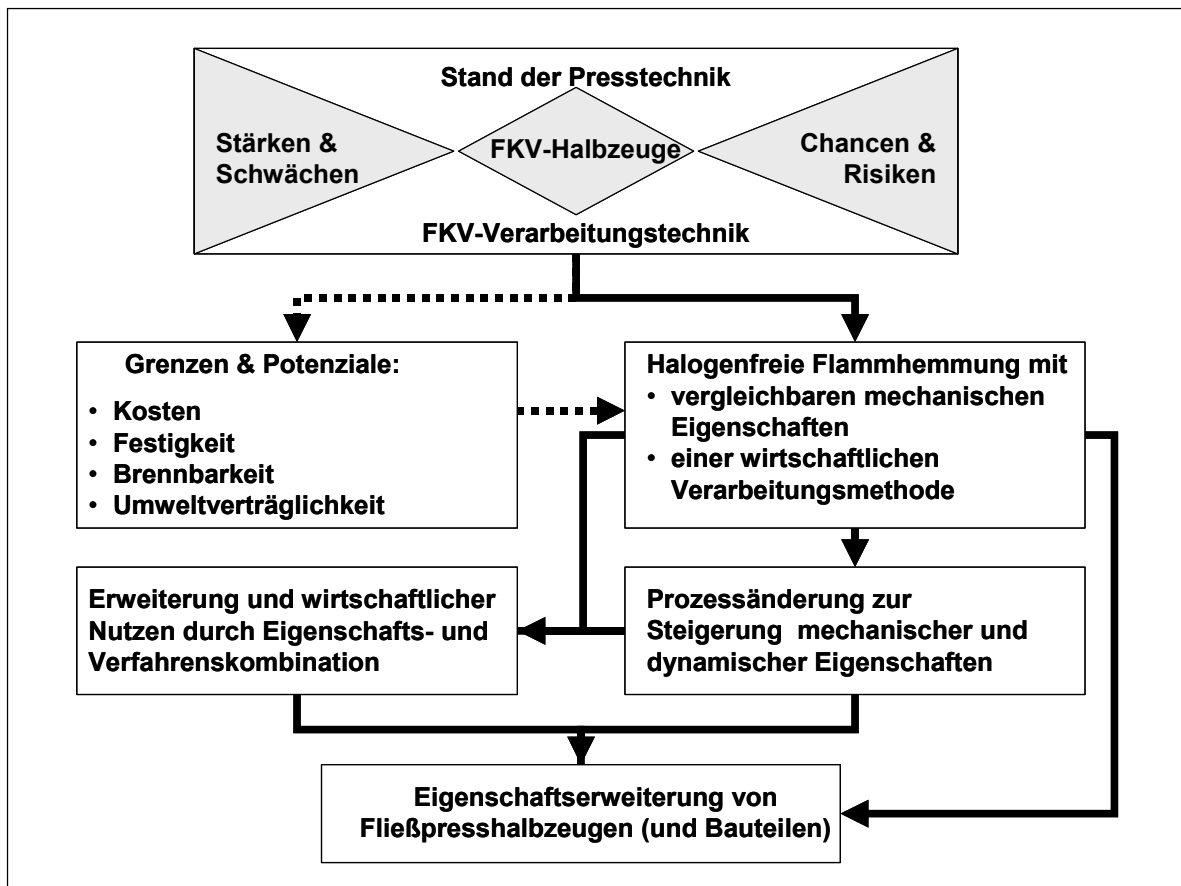 Stand der Presstechnik
Stärken &
Schwächen
FKV-Halbzeuge
Chancen &
Risiken
FKV-Verarbeitungstechnik
Grenzen & Potenziale:
• Kosten
• Festigkeit
• Brennbarkeit
• Umweltverträglichkeit
Halogenfreie Flammhemmung mit
• vergleichbaren mechanischen
Eigenschaften
• einer wirtschaftlichen
Verarbeitungsmethode
Erweiterung und wirtschaftlicher
Nutzen durch Eigenschafts- und
Verfahrenskombination
Prozessänderung zur
Steigerung mechanischer und
dynamischer Eigenschaften
Eigenschaftserweiterung von
Fließpresshalbzeugen (und Bauteilen)